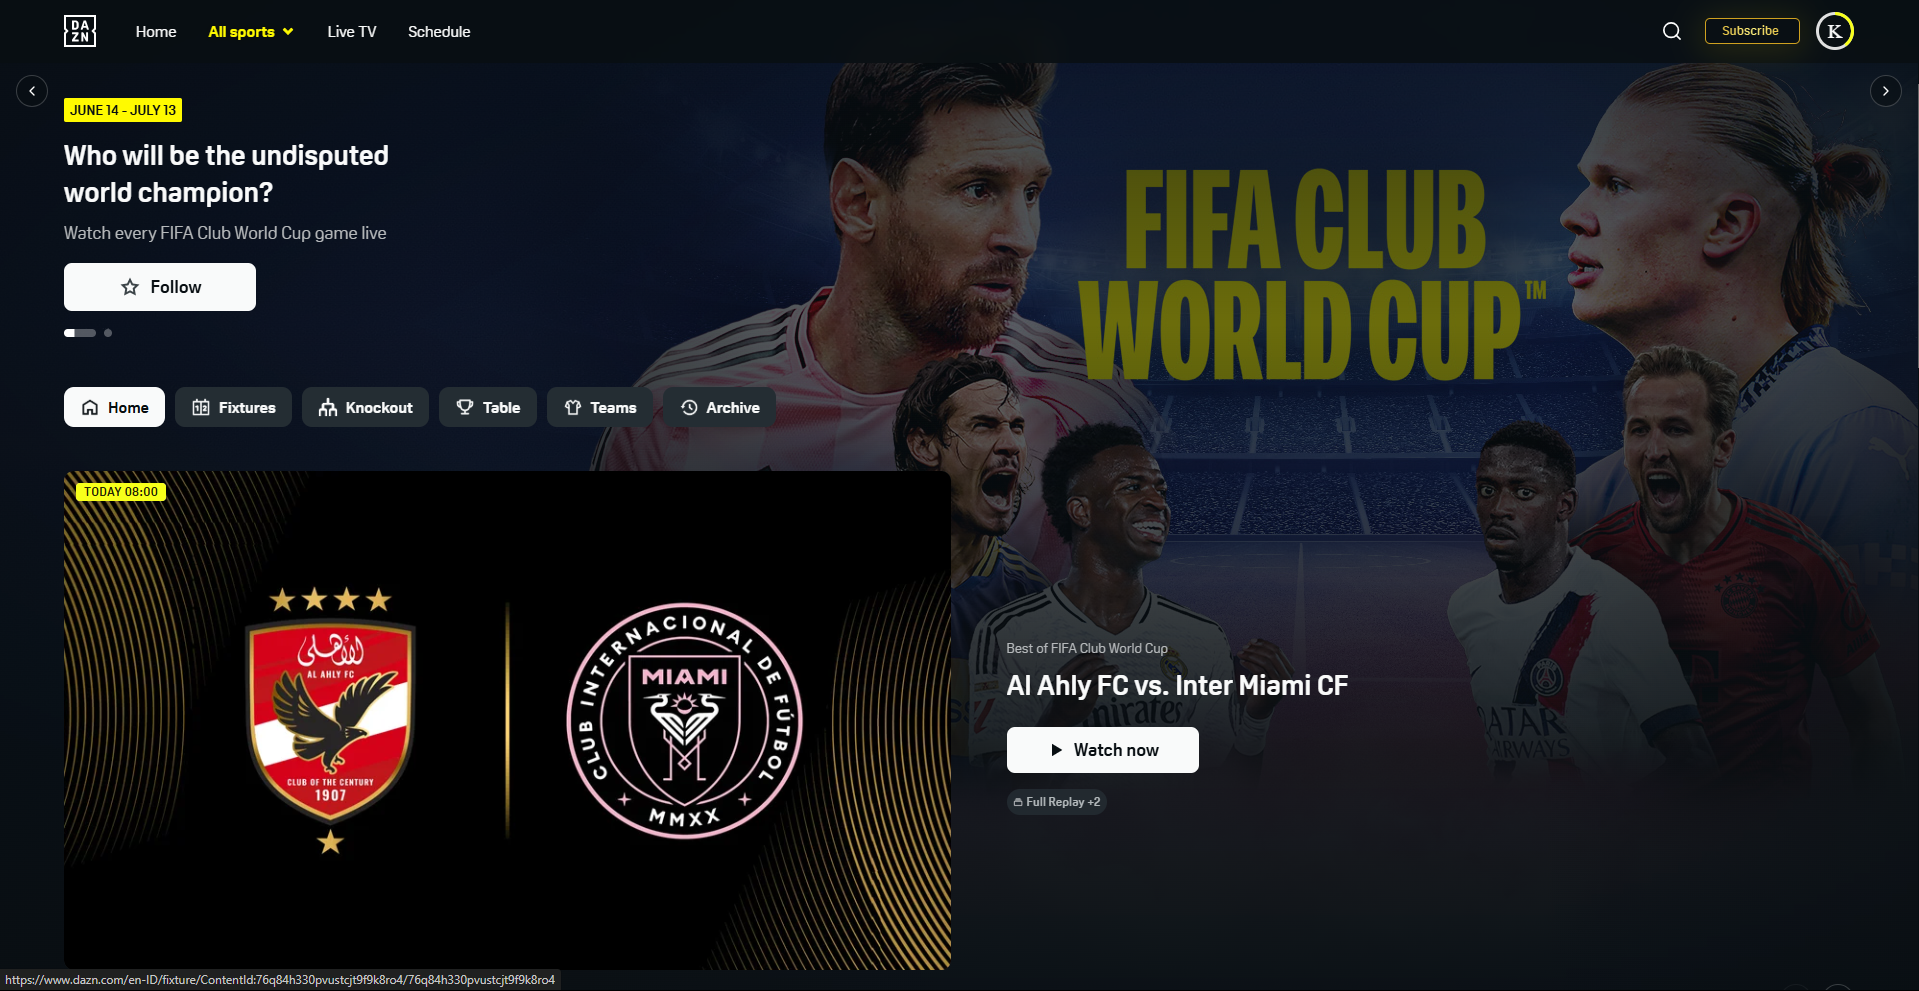 DA
ZN
Home
All sports
Live TV
Schedule
Subscribe
K
JUNE 14 - JULY 13
Who will be the undisputed
world champion?
Watch every FIFA Club World Cup game live
Follow
FIFA CLUB
WORLD CUP™
Home
Fixtures
Knockout
Table
Teams
Archive
TODAY 08:00
الأهلي
AL AHLY FC
CLUB OF THE CENTURY
1907
CLUB INTERNACIONAL DE FÚTBOL
MIAMI
MMXX
Best of FIFA Club World Cup
Al Ahly FC vs. Inter Miami CF
Emirates
QATAR
AIRWAYS
Watch now
Full Replay +2
https://www.dazn.com/en-ID/fixture/ContentId:76q84h330pvustcjt9f9k8ro4/76q84h330pvustcjt9f9k8ro4